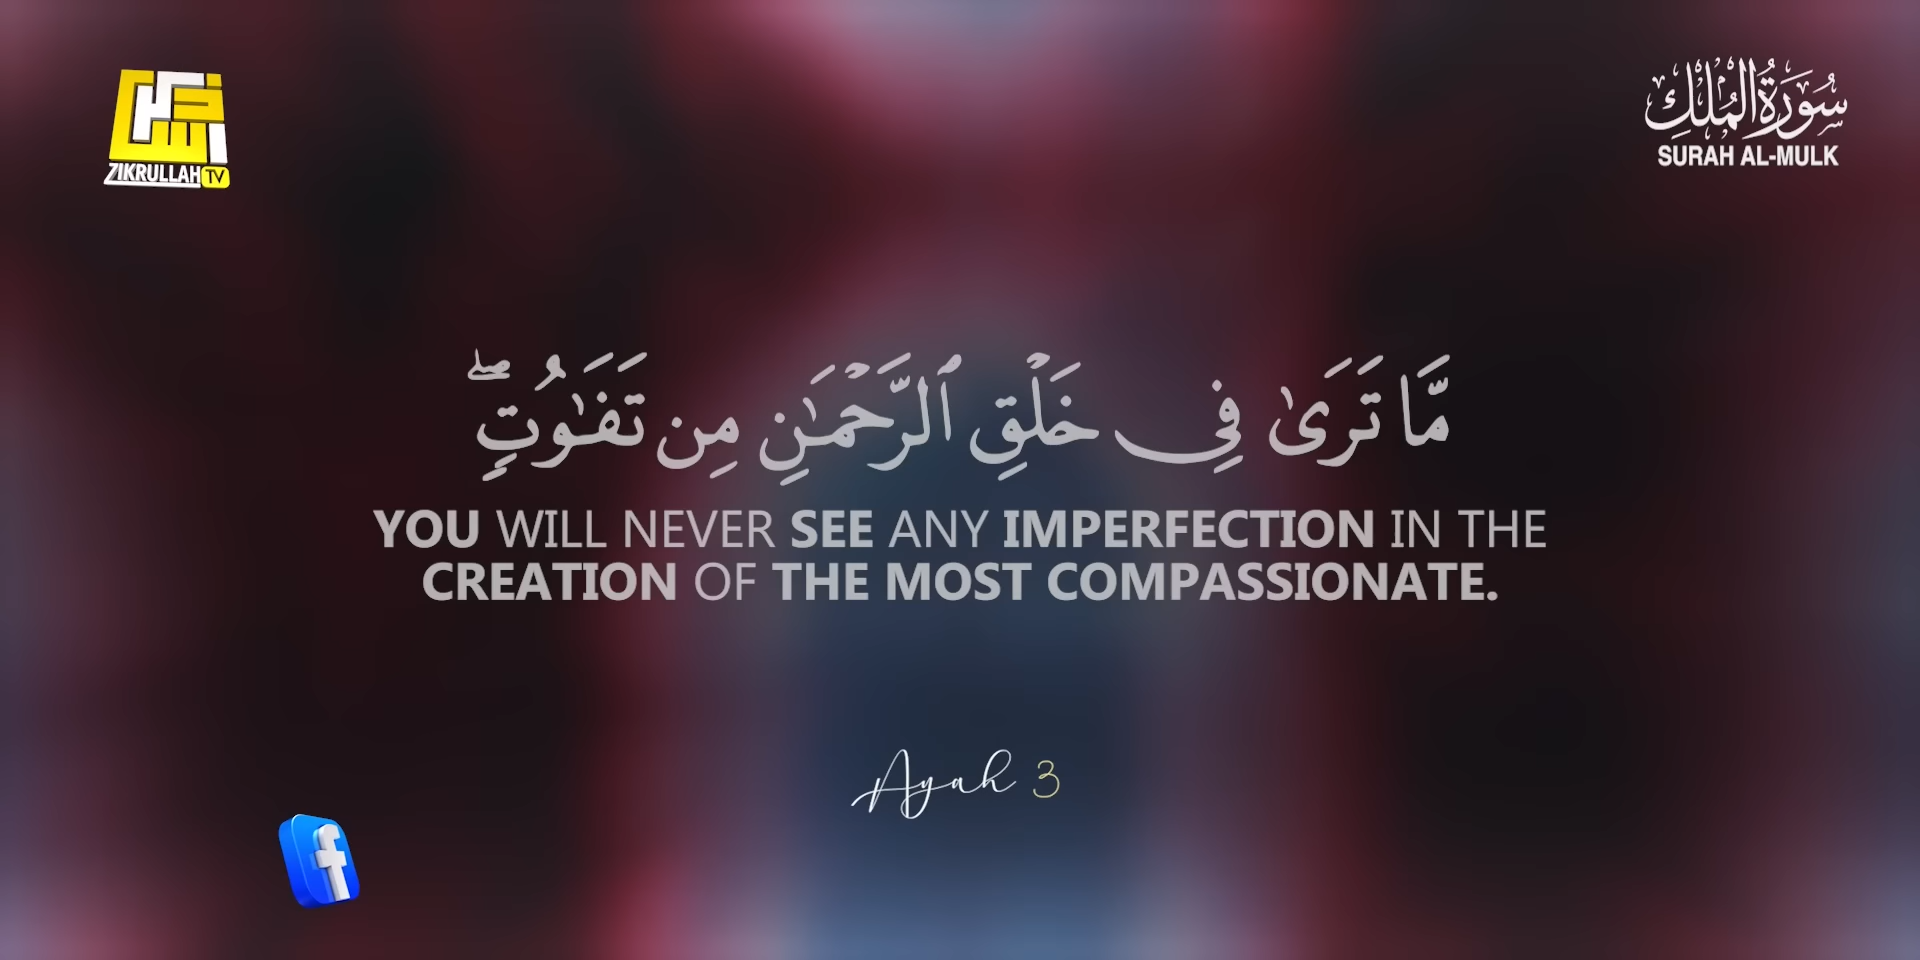 ZIKRULLAH TV
سُورَةُ الْمُلْكِ
SURAH AL-MULK
مَّا تَرَىٰ فِى خَلْقِ ٱلرَّحْمَـٰنِ مِن تَفَـٰوُتٍۢ ۖ
YOU WILL NEVER SEE ANY IMPERFECTION IN THE
CREATION OF THE MOST COMPASSIONATE.
Ayah 3